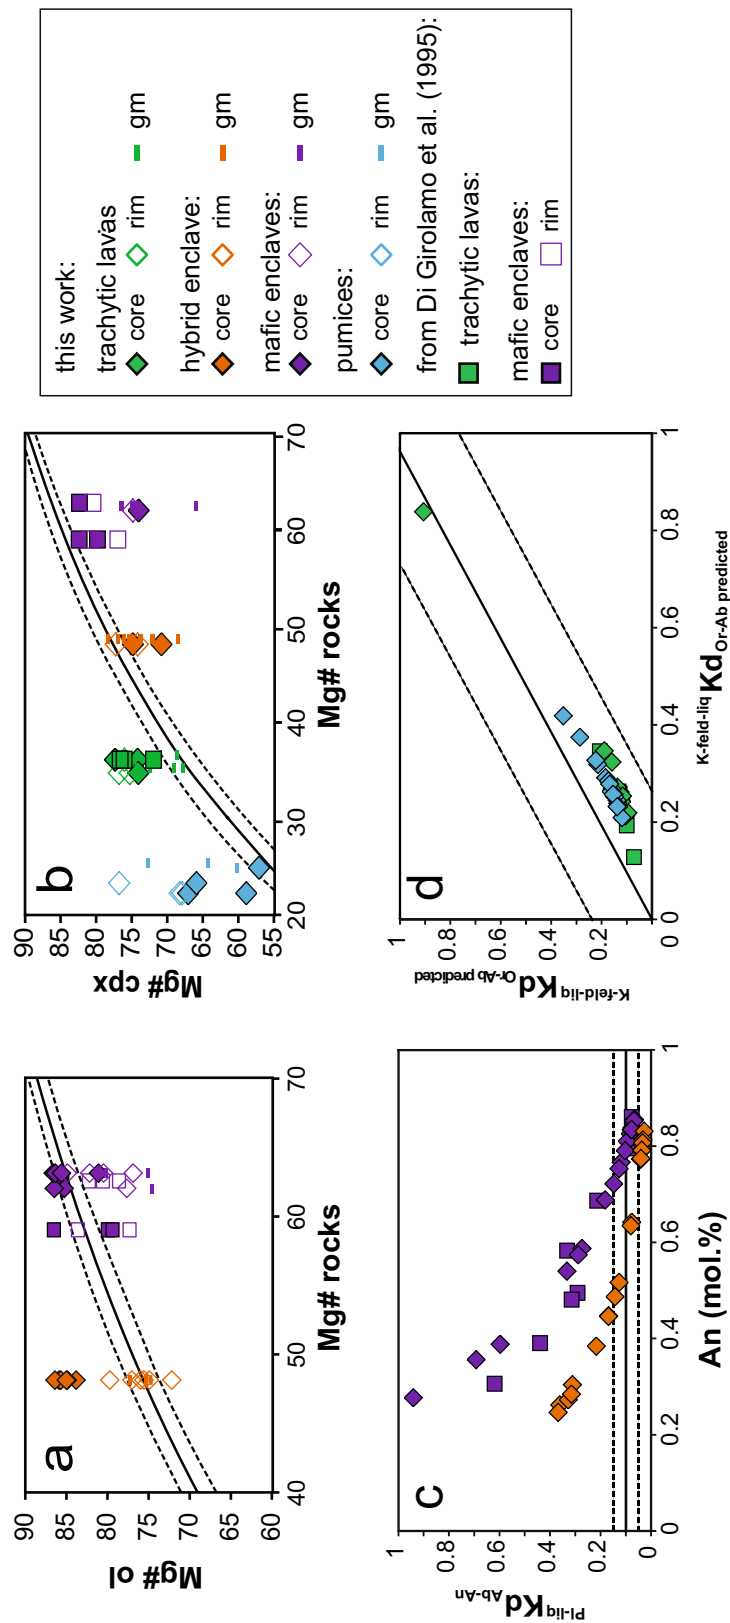 a
90
85
80
75
70
65
60
40
50
60
70
Mg# ol
Mg# rocks
b
90
85
80
75
70
65
60
55
20
30
40
50
60
70
Mg# cpx
Mg# rocks
this work:
trachytic lavas
core rim gm
hybrid enclave:
core rim gm
mafic enclaves:
core rim gm
pumices:
core rim gm
from Di Girolamo et al. (1995):
trachytic lavas:
mafic enclaves:
core rim
c
1
0.8
0.6
0.4
0.2
0
0
0.2
0.4
0.6
0.8
1
Pl-liq Kd Ab-An
An (mol.%)
d
1
0.8
0.6
0.4
0.2
0
0
0.2
0.4
0.6
0.8
1
K-feld-liq Kd Or-Ab predicted
K-feld-liq Kd Or-Ab predicted